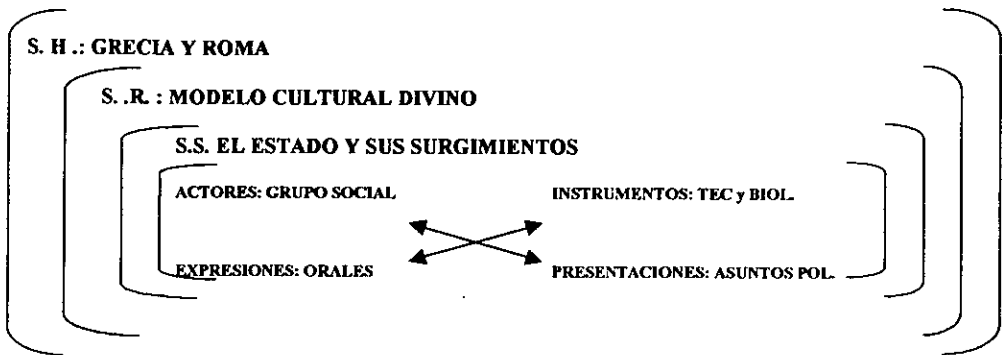 S. H .: GRECIA Y ROMA
S. .R. : MODELO CULTURAL DIVINO
S.S. EL ESTADO Y SUS SURGIMIENTOS
ACTORES: GRUPO SOCIAL INSTRUMENTOS: TEC y BIOL.
EXPRESIONES: ORALES PRESENTACIONES: ASUNTOS POL.